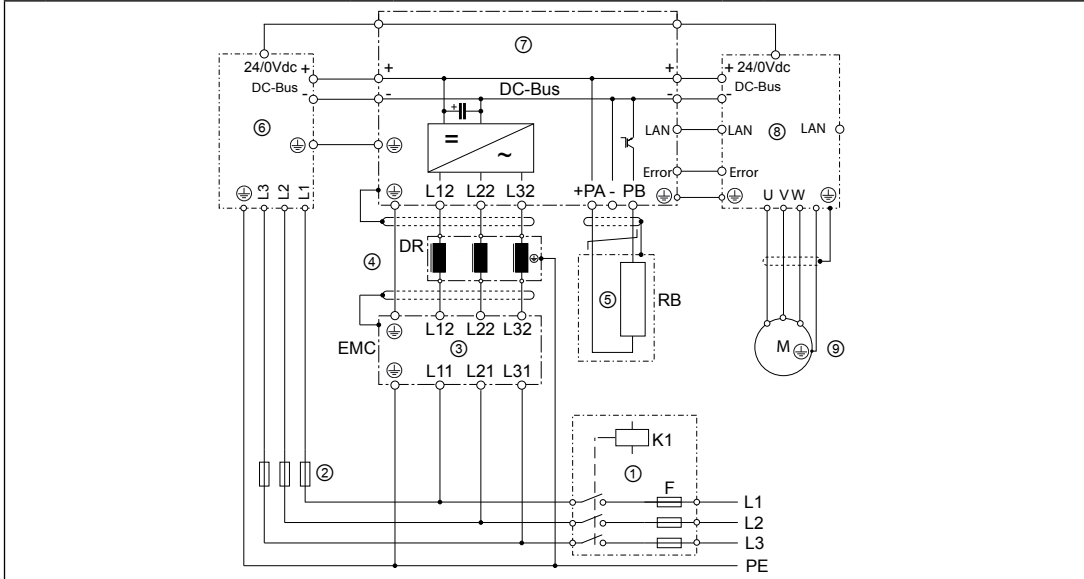 ⑦
24/0Vdc + + + + 24/0Vdc
DC-Bus - - DC-Bus - - DC-Bus
+
⑥ = ~ LAN LAN ⑧ LAN
Error Error
L3 L2 L1 L12 L22 L32 +PA - PB U V W
DR
④ ⑤ RB
L12 L22 L32
EMC ③ M ⑨
L11 L21 L31
K1
② ①
F
L1
L2
L3
PE